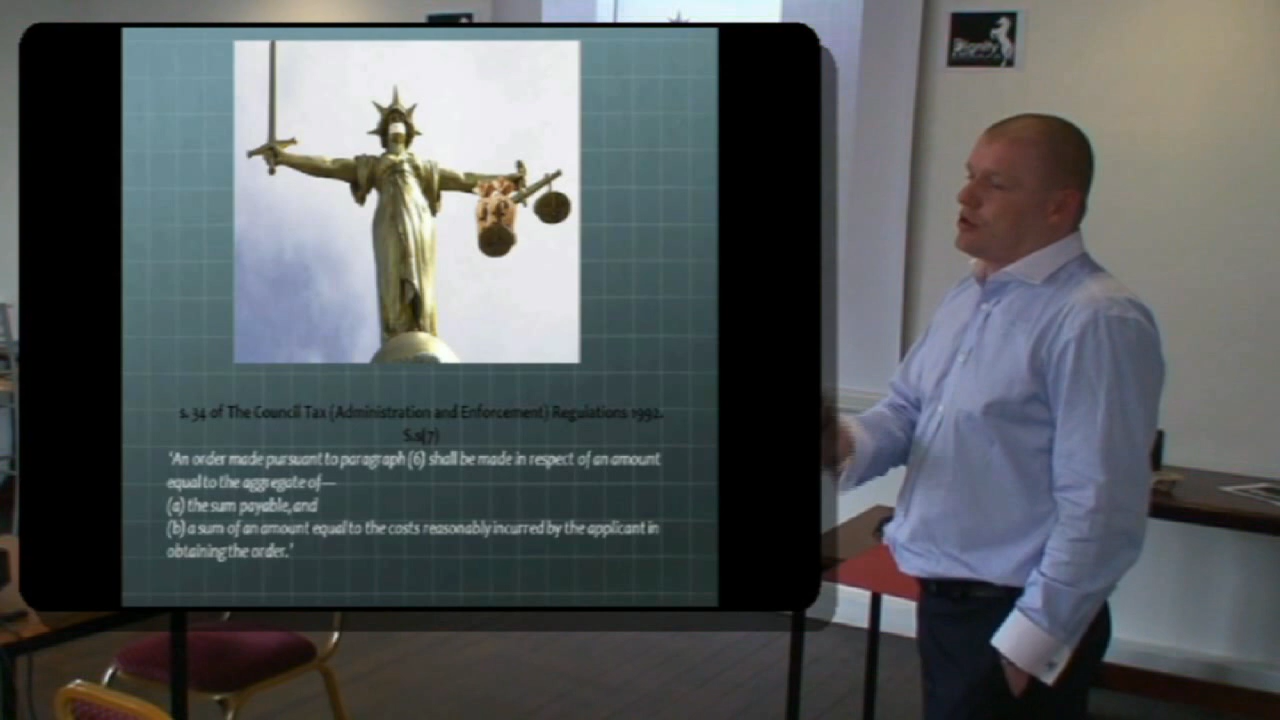 Dignity
s. 34 of The Council Tax (Administration and Enforcement) Regulations 1992.
S.s(7)
'An order made pursuant to paragraph (6) shall be made in respect of an amount
equal to the aggregate of—
(a) the sum payable, and
(b) a sum of an amount equal to the costs reasonably incurred by the applicant in
obtaining the order.'